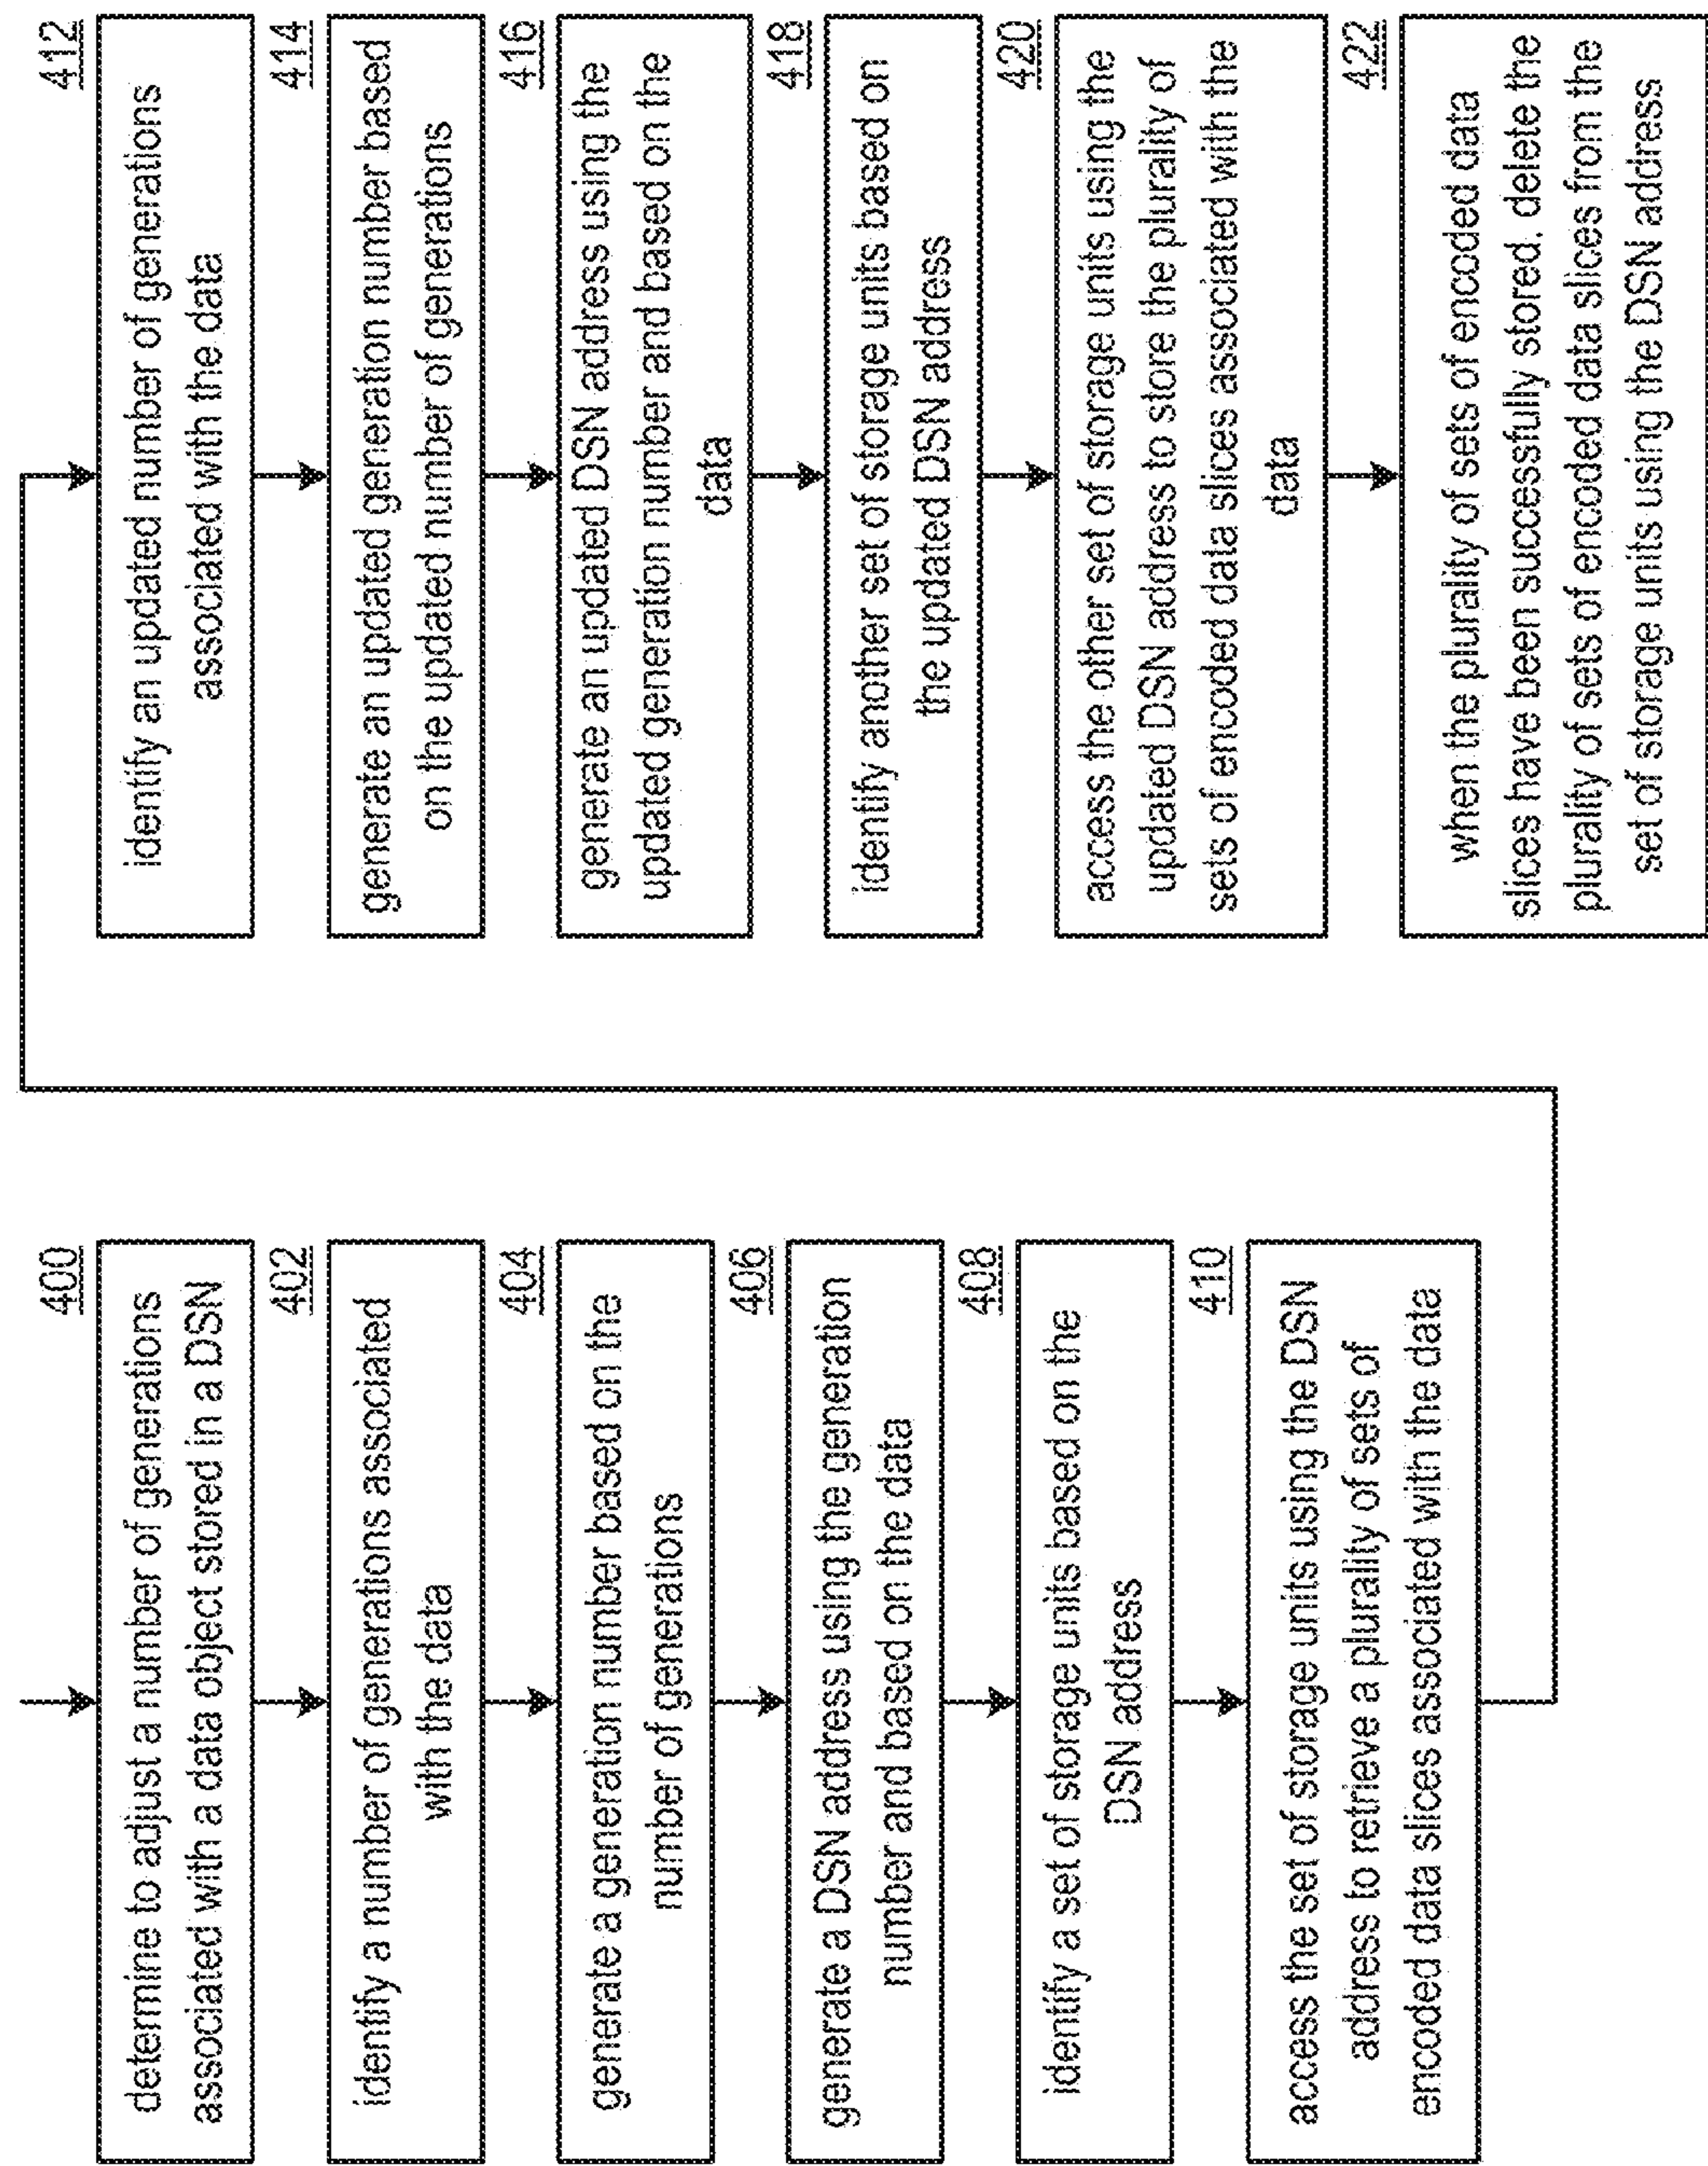 400
determine to adjust a number of generations
associated with a data object stored in a DSN
402
identify a number of generations associated
with the data
404
generate a generation number based on the
number of generations
406
generate a DSN address using the generation
number and based on the data
408
identify a set of storage units based on the
DSN address
410
access the set of storage units using the DSN
address to retrieve a plurality of sets of
encoded data slices associated with the data
412
identify an updated number of generations
associated with the data
414
generate an updated generation number based
on the updated number of generations
416
generate an updated DSN address using the
updated generation number and based on the
data
418
identify another set of storage units based on
the updated DSN address
420
access the other set of storage units using the
updated DSN address to store the plurality of
sets of encoded data slices associated with the
data
422
when the plurality of sets of encoded data
slices have been successfully stored, delete the
plurality of sets of encoded data slices from the
set of storage units using the DSN address